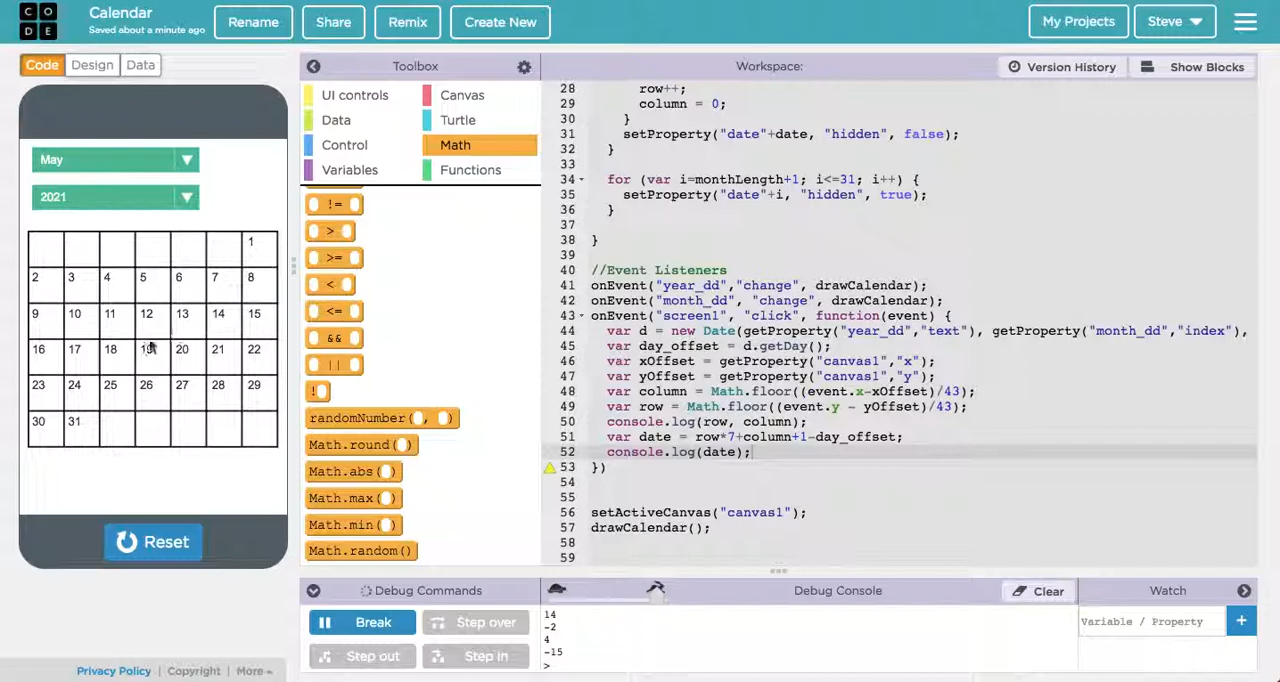 CO
DE
Calendar
Saved about a minute ago
Rename
Share
Remix
Create New
My Projects
Steve
Code
Design
Data
Toolbox
Workspace:
Version History
Show Blocks
May
2021
1
2 3 4 5 6 7 8
9 10 11 12 13 14 15
16 17 18 19 20 21 22
23 24 25 26 27 28 29
30 31
Reset
UI controls
Canvas
Data
Turtle
Control
Math
Variables
Functions
!=
>
>=
<
<=
&&
||
!
randomNumber( , )
Math.round( )
Math.abs( )
Math.max( )
Math.min( )
Math.random()
28 row++;
29 column = 0;
30 }
31 setProperty("date"+date, "hidden", false);
32 }
33
34 for (var i=monthLength+1; i<=31; i++) {
35 setProperty("date"+i, "hidden", true);
36 }
37
38 }
39
40 //Event Listeners
41 onEvent("year_dd","change", drawCalendar);
42 onEvent("month_dd", "change", drawCalendar);
43 onEvent("screen1", "click", function(event) {
44 var d = new Date(getProperty("year_dd","text"), getProperty("month_dd","index"),
45 var day_offset = d.getDay();
46 var xOffset = getProperty("canvas1","x");
47 var yOffset = getProperty("canvas1","y");
48 var column = Math.floor((event.x-xOffset)/43);
49 var row = Math.floor((event.y - yOffset)/43);
50 console.log(row, column);
51 var date = row*7+column+1-day_offset;
52 console.log(date);
53 })
54
55
56 setActiveCanvas("canvas1");
57 drawCalendar();
58
59
Debug Commands
Debug Console
Clear
Watch
Break
Step over
Step out
Step in
14
-2
4
-15
>
Variable / Property
+
Privacy Policy | Copyright | More